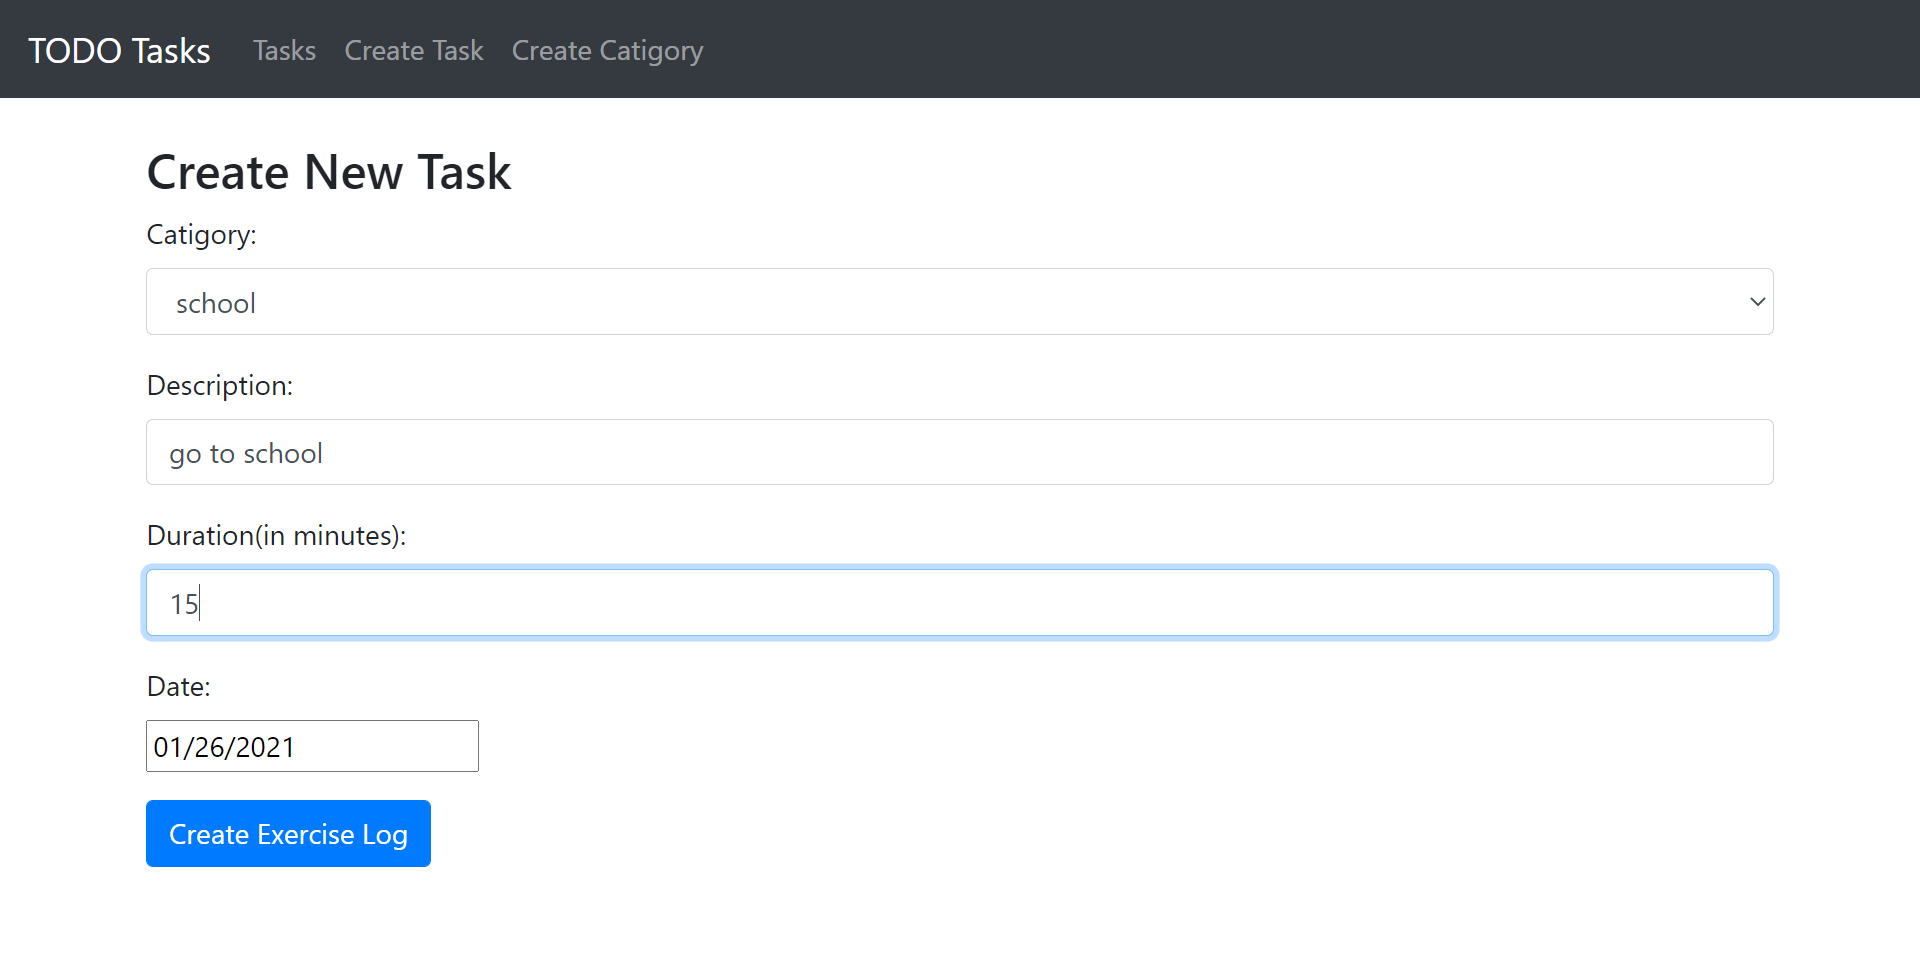 TODO Tasks Tasks Create Task Create Catigory
Create New Task
Catigory:
school
Description:
go to school
Duration(in minutes):
15
Date:
01/26/2021
Create Exercise Log